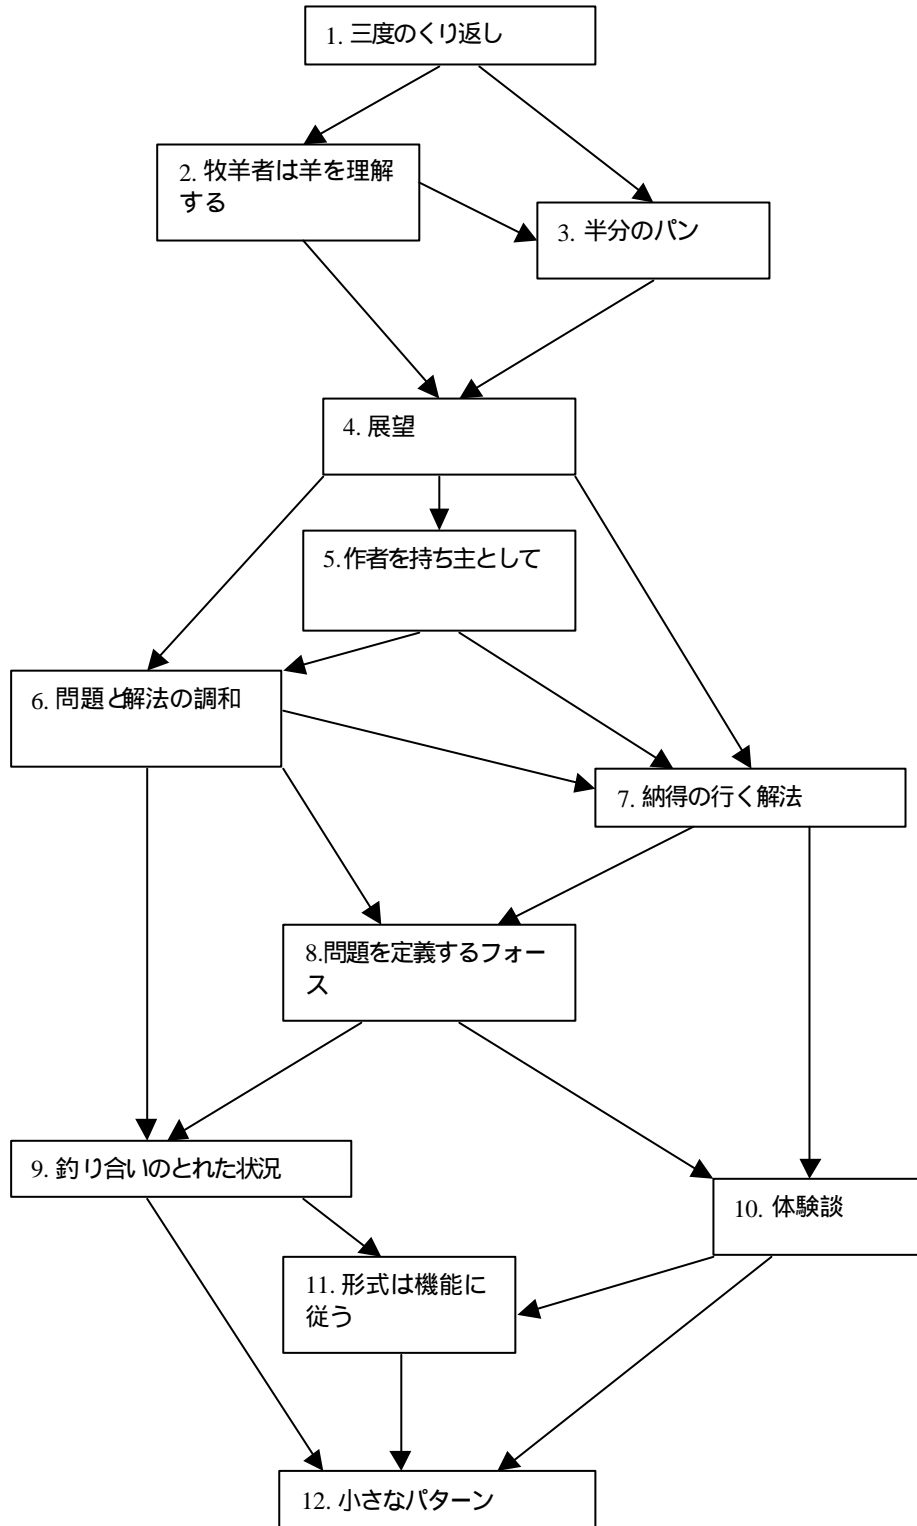 1. 三度のくり返し
2. 牧羊者は羊を理解
する
3. 半分のパン
4. 展望
5.作者を持ち主として
6. 問題と解法の調和
7. 納得の行く解法
8.問題を定義するフォー
ス
9. 釣り合いのとれた状況
10. 体験談
11. 形式は機能に
従う
12. 小さなパターン